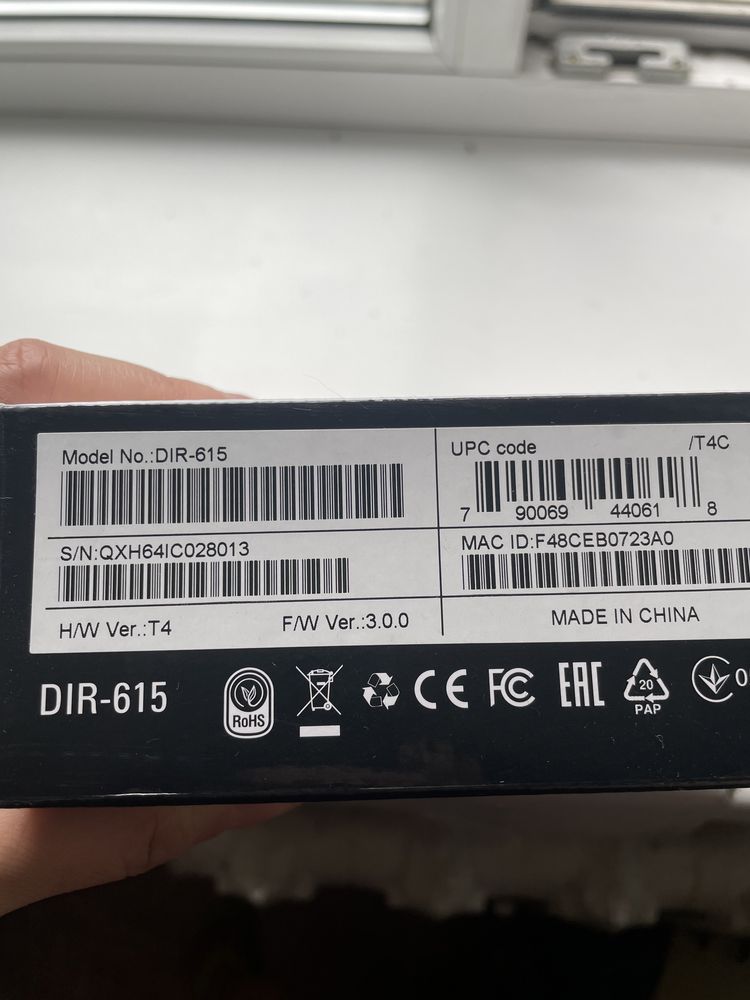 Model No.:DIR-615
UPC code /T4C
7 90069 44061 8
S/N:QXH64IC028013
MAC ID:F48CEB0723A0
H/W Ver.:T4 F/W Ver.:3.0.0
MADE IN CHINA
DIR-615
RoHS
CE FC EAC
20
PAP
0